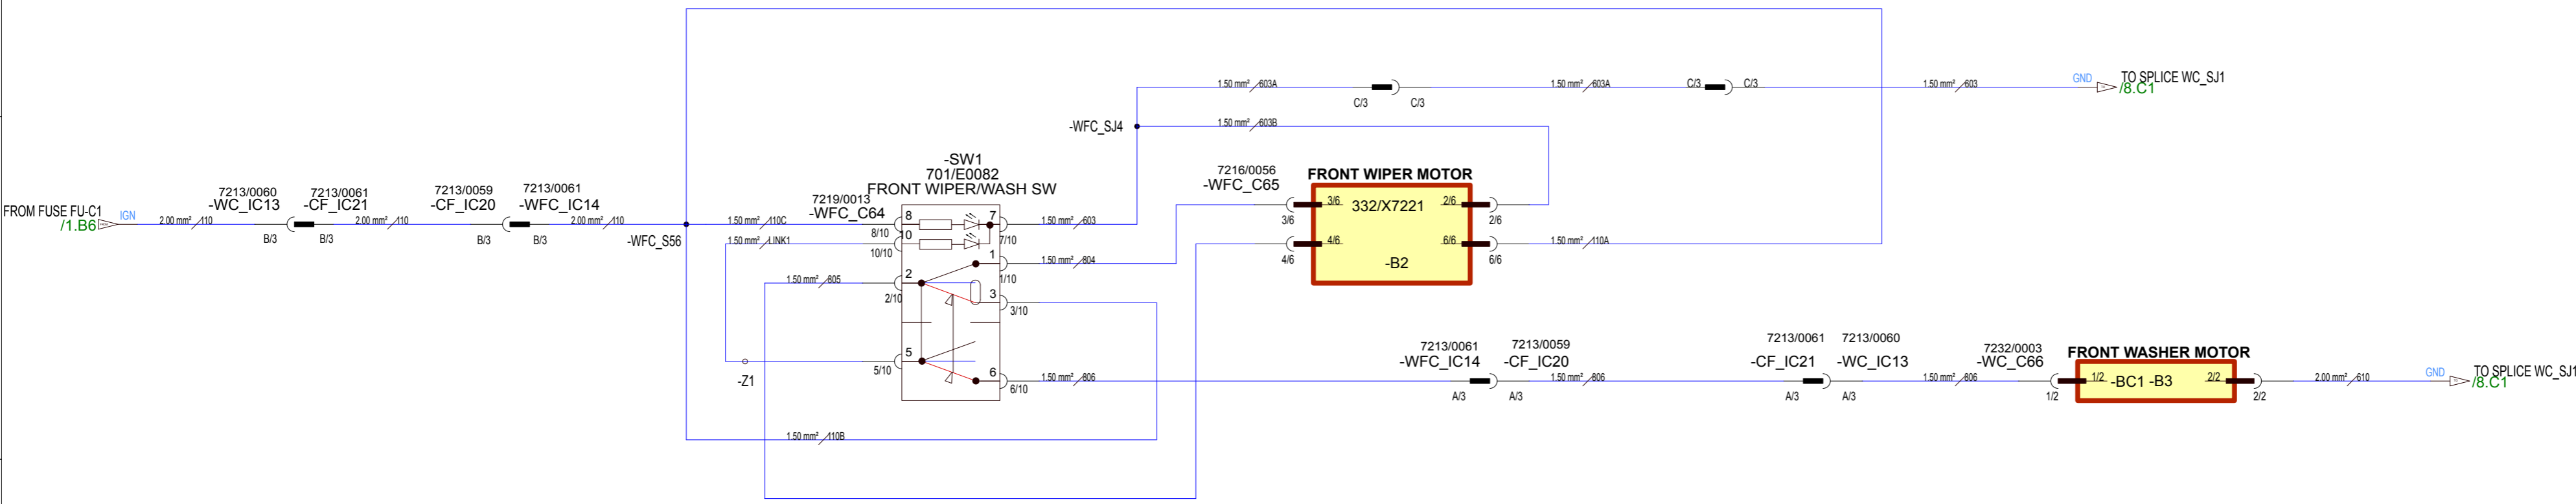 FROM FUSE FU-C1
/1.B6
IGN
2.00 mm² 110
7213/0060
-WC_IC13
B/3
7213/0061
-CF_IC21
B/3
2.00 mm² 110
7213/0059
-CF_IC20
B/3
7213/0061
-WFC_IC14
B/3
2.00 mm² 110
-WFC_S56
1.50 mm² 110C
1.50 mm² LINK1
7219/0013
-WFC_C64
-SW1
701/E0082
FRONT WIPER/WASH SW
8
8/10
10
10/10
7
7/10
1
1/10
2
2/10
3
3/10
5
5/10
6
6/10
1.50 mm² 605
-Z1
1.50 mm² 110B
1.50 mm² 603
1.50 mm² 604
1.50 mm² 606
-WFC_SJ4
1.50 mm² 603A
C/3
C/3
1.50 mm² 603A
C/3
C/3
1.50 mm² 603
GND
TO SPLICE WC_SJ1
/8.C1
1.50 mm² 603B
7216/0056
-WFC_C65
FRONT WIPER MOTOR
332/X7221
-B2
3/6
3/6
4/6
4/6
2/6
2/6
6/6
6/6
1.50 mm² 110A
7213/0061
-WFC_IC14
A/3
7213/0059
-CF_IC20
A/3
1.50 mm² 606
7213/0061
-CF_IC21
A/3
7213/0060
-WC_IC13
A/3
1.50 mm² 606
7232/0003
-WC_C66
FRONT WASHER MOTOR
1/2
1/2
-BC1 -B3
2/2
2/2
2.00 mm² 610
GND
TO SPLICE WC_SJ1
/8.C1